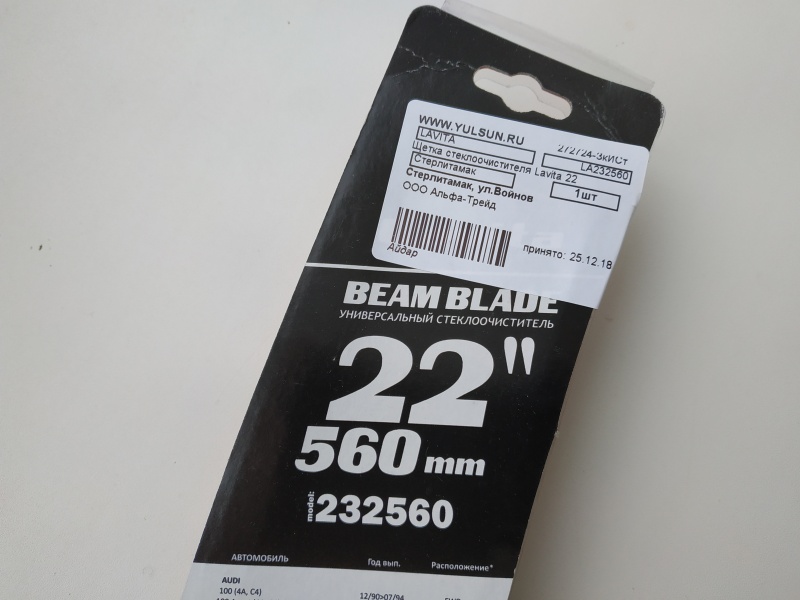 WWW.YULSUN.RU
272724-ЗкИСт
LAVITA
LA232560
Щетка стеклоочистителя Lavita 22
Стерлитамак
1шт
Стерлитамак, ул.Войнов
ООО Альфа-Трейд
Айдар
принято: 25.12.18
BEAM BLADE
УНИВЕРСАЛЬНЫЙ СТЕКЛООЧИСТИТЕЛЬ
22"
560 mm
model: 232560
АВТОМОБИЛЬ Год вып. Расположение*
AUDI
100 (4A, C4) 12/90>07/94